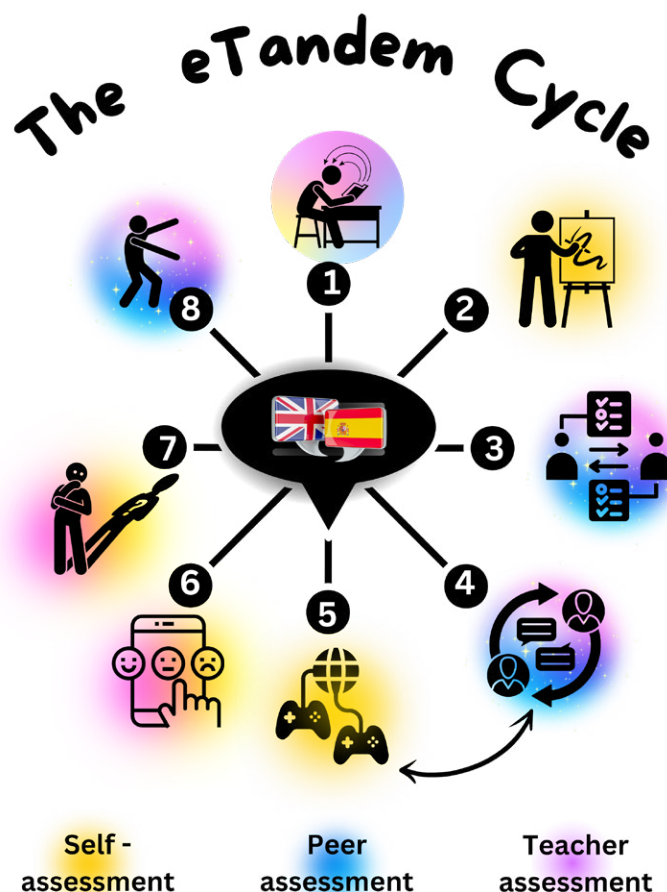 The eTandem Cycle
1
2
3
4
5
6
7
8
Self -
assessment
Peer
assessment
Teacher
assessment